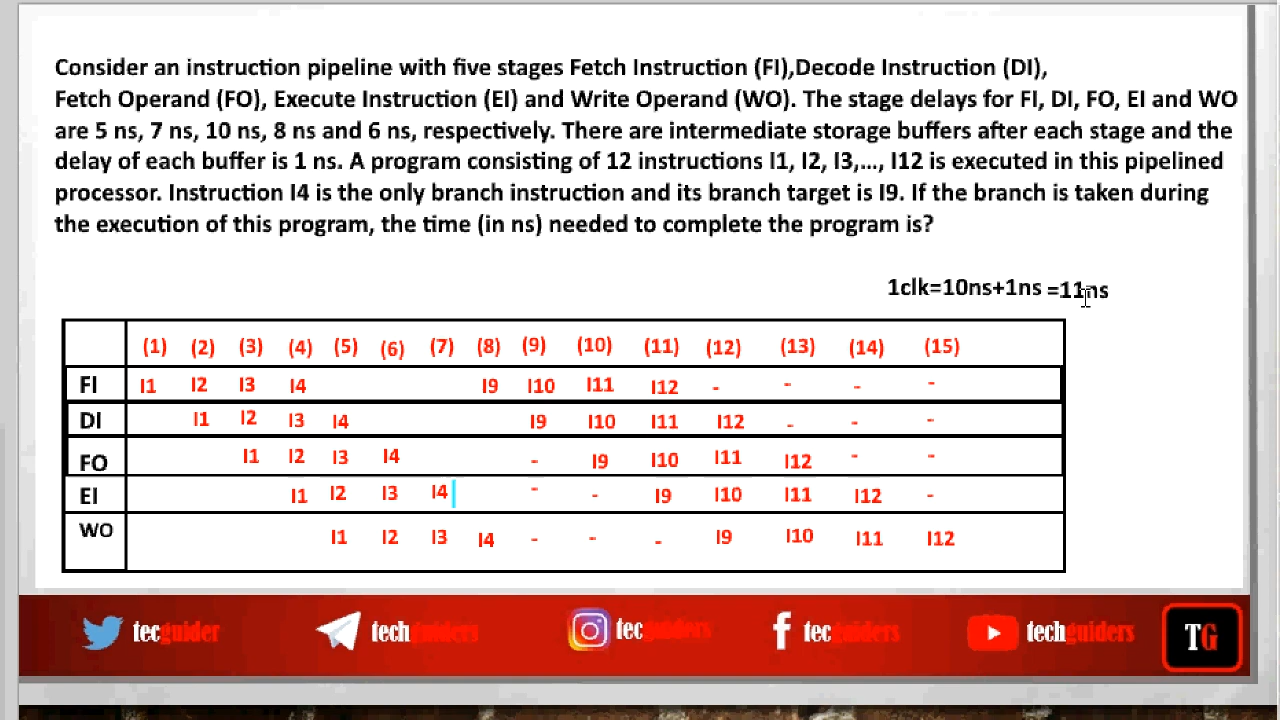 Consider an instruction pipeline with five stages Fetch Instruction (FI),Decode Instruction (DI),
Fetch Operand (FO), Execute Instruction (EI) and Write Operand (WO). The stage delays for FI, DI, FO, EI and WO
are 5 ns, 7 ns, 10 ns, 8 ns and 6 ns, respectively. There are intermediate storage buffers after each stage and the
delay of each buffer is 1 ns. A program consisting of 12 instructions I1, I2, I3,..., I12 is executed in this pipelined
processor. Instruction I4 is the only branch instruction and its branch target is I9. If the branch is taken during
the execution of this program, the time (in ns) needed to complete the program is?
1clk=10ns+1ns =11ns
(1) (2) (3) (4) (5) (6) (7) (8) (9) (10) (11) (12) (13) (14) (15)
FI I1 I2 I3 I4 I9 I10 I11 I12 - - - -
DI I1 I2 I3 I4 I9 I10 I11 I12 - - -
FO I1 I2 I3 I4 - I9 I10 I11 I12 - -
EI I1 I2 I3 I4 - - I9 I10 I11 I12 -
WO I1 I2 I3 I4 - - - I9 I10 I11 I12
tecguider techguiders tecguiders tecguiders techguiders TG